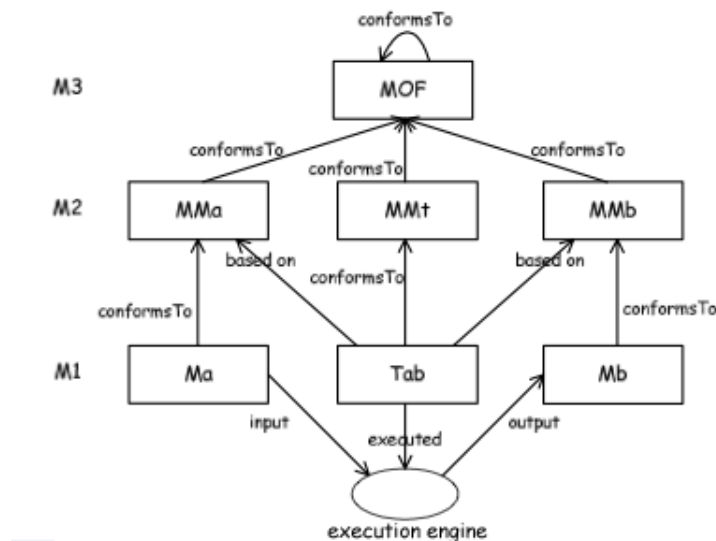 conformsTo
M3
MOF
conformsTo
conformsTo
conformsTo
M2
MMa
MMt
MMb
based on
based on
conformsTo
conformsTo
conformsTo
M1
Ma
Tab
Mb
input
executed
output
execution engine